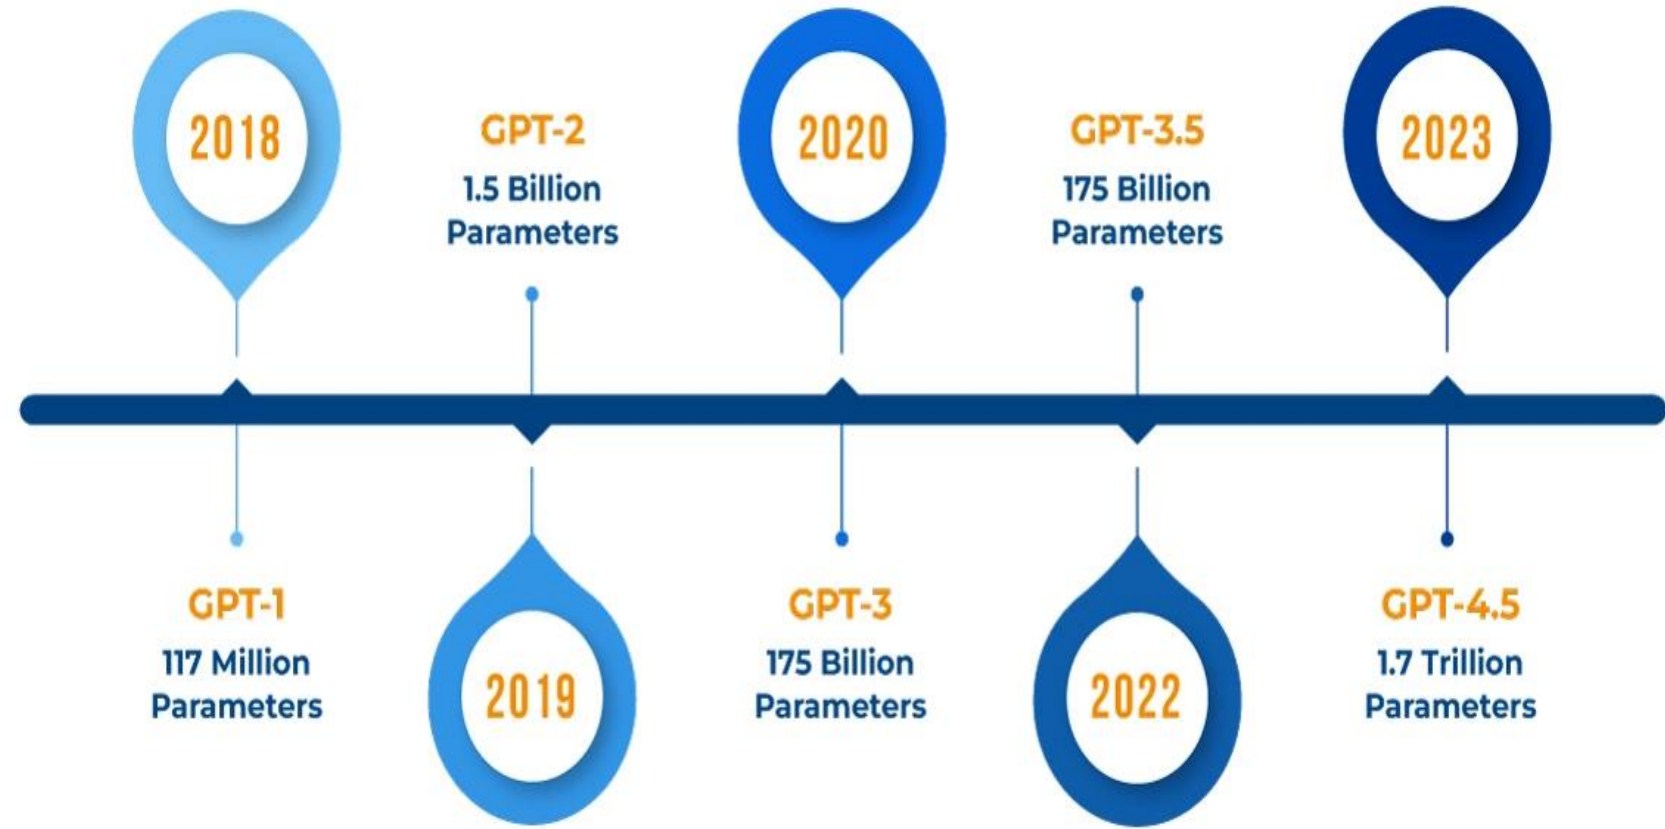 2018
GPT-1
117 Million
Parameters
GPT-2
1.5 Billion
Parameters
2019
2020
GPT-3
175 Billion
Parameters
GPT-3.5
175 Billion
Parameters
2022
2023
GPT-4.5
1.7 Trillion
Parameters